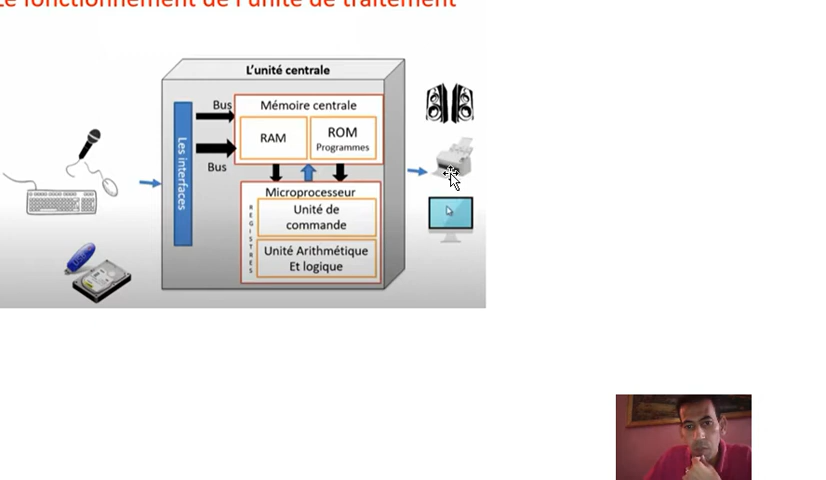 Le fonctionnement de l'unité de traitement
L'unité centrale
Bus
Mémoire centrale
RAM
ROM
Programmes
Les interfaces
Bus
Microprocesseur
REGISTRES
Unité de
commande
Unité Arithmétique
Et logique